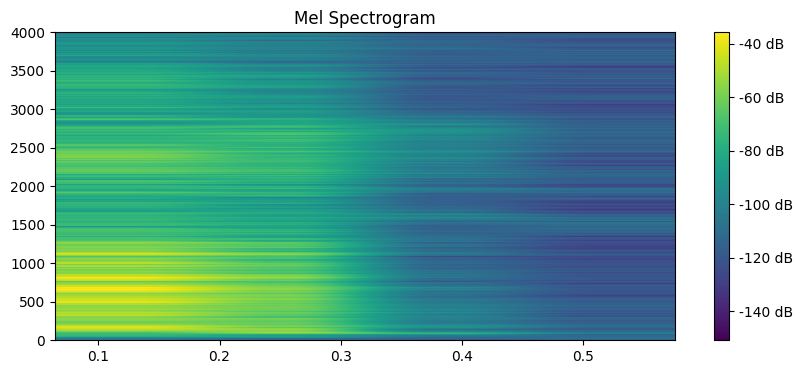 Mel Spectrogram
4000
3500
3000
2500
2000
1500
1000
500
0
0.1 0.2 0.3 0.4 0.5
-40 dB
-60 dB
-80 dB
-100 dB
-120 dB
-140 dB